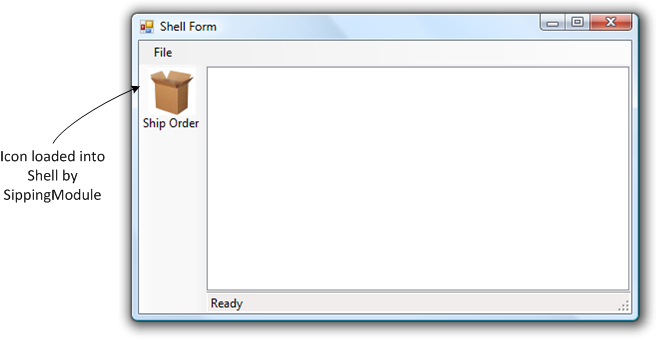 Shell Form
File
Ship Order
Icon loaded into
Shell by
SippingModule
Ready